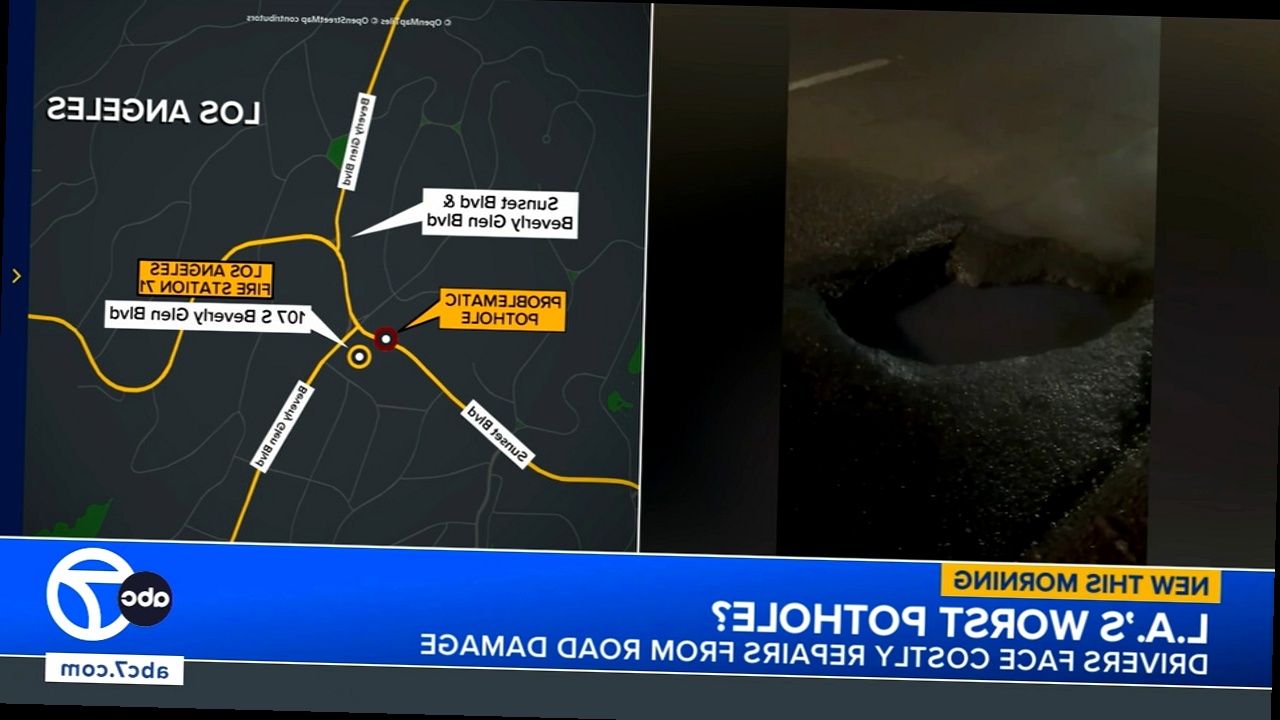 © OpenMapTiles © OpenStreetMap contributors
LOS ANGELES
Beverly Glen Blvd
Sunset Blvd &
Beverly Glen Blvd
LOS ANGELES
FIRE STATION 71
107 S Beverly Glen Blvd
PROBLEMATIC
POTHOLE
Beverly Glen Blvd
Sunset Blvd
NEW THIS MORNING
L.A.'S WORST POTHOLE?
DRIVERS FACE COSTLY REPAIRS FROM ROAD DAMAGE
7
abc
abc7.com